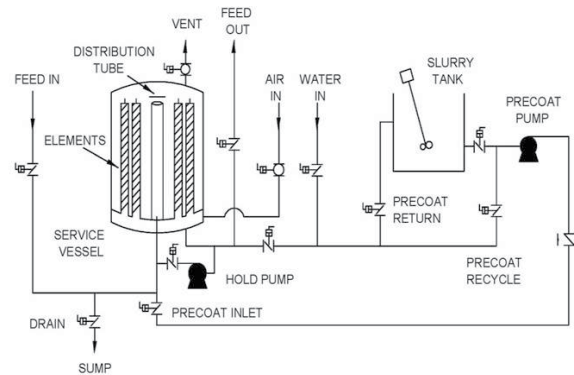 VENT
FEED
OUT
DISTRIBUTION
TUBE
FEED IN
AIR
IN
WATER
IN
SLURRY
TANK
PRECOAT
PUMP
ELEMENTS
PRECOAT
RETURN
SERVICE
VESSEL
HOLD PUMP
PRECOAT
RECYCLE
DRAIN
PRECOAT INLET
SUMP